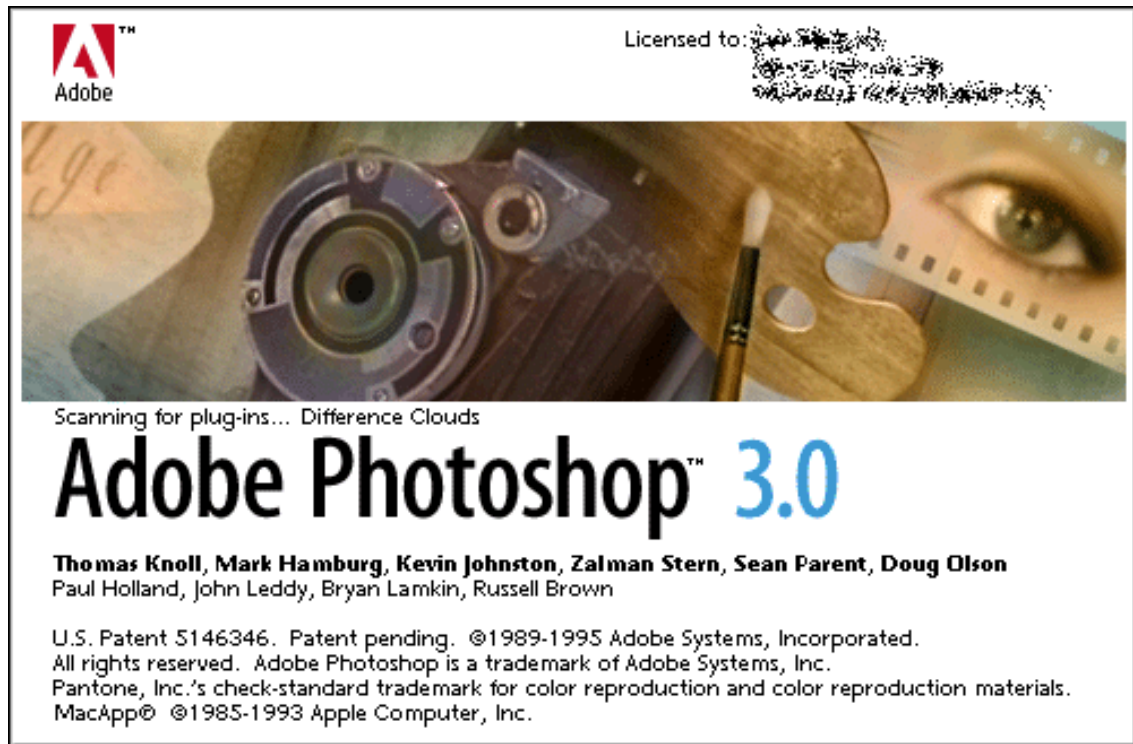 Adobe™
Licensed to:
Scanning for plug-ins... Difference Clouds
Adobe Photoshop™ 3.0
Thomas Knoll, Mark Hamburg, Kevin Johnston, Zalman Stern, Sean Parent, Doug Olson
Paul Holland, John Leddy, Bryan Lamkin, Russell Brown
U.S. Patent 5146346.  Patent pending.  ©1989-1995 Adobe Systems, Incorporated.
All rights reserved.  Adobe Photoshop is a trademark of Adobe Systems, Inc.
Pantone, Inc.'s check-standard trademark for color reproduction and color reproduction materials.
MacApp®  ©1985-1993 Apple Computer, Inc.